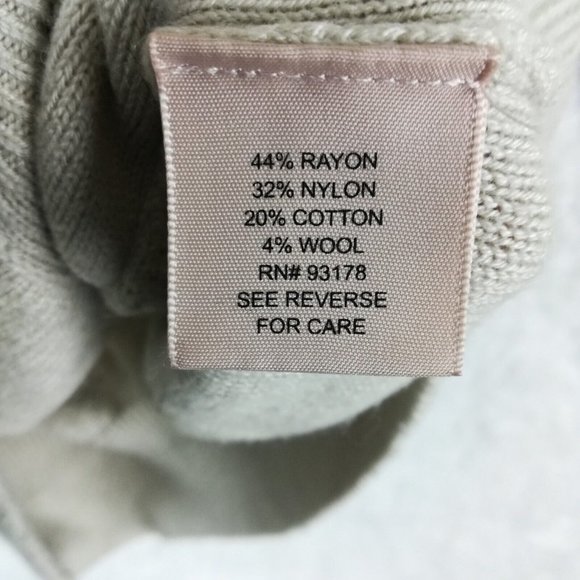 44% RAYON
32% NYLON
20% COTTON
4% WOOL
RN# 93178
SEE REVERSE
FOR CARE